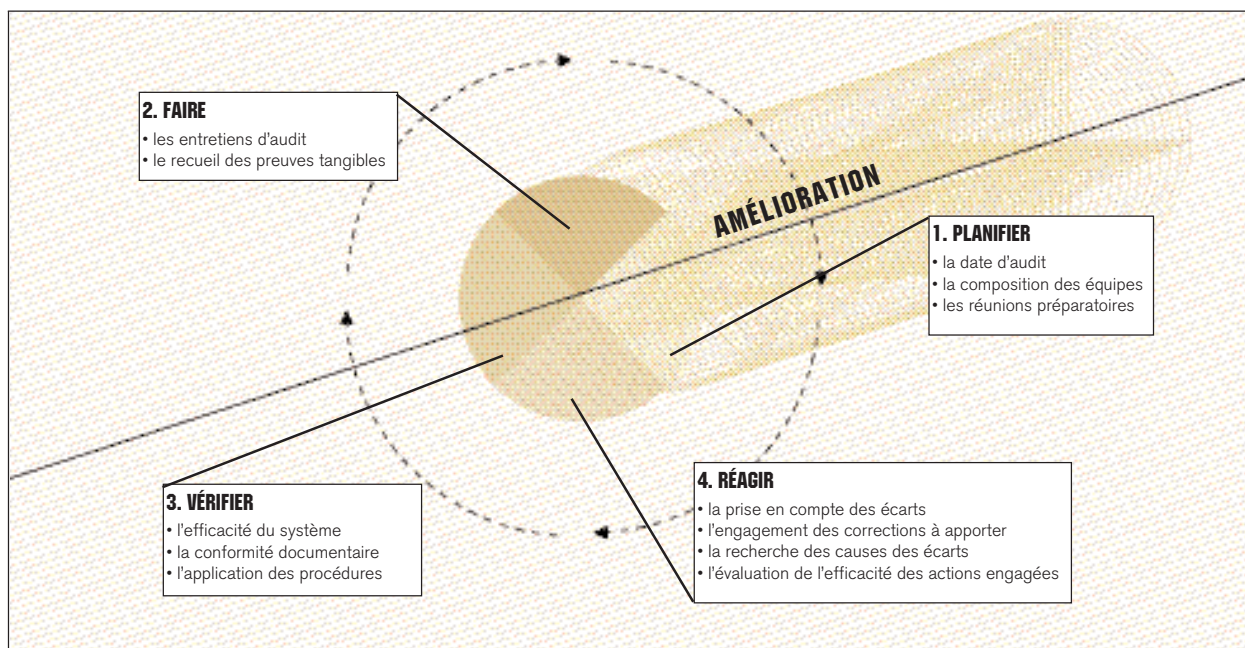 2. FAIRE
• les entretiens d'audit
• le recueil des preuves tangibles
AMÉLIORATION
1. PLANIFIER
• la date d'audit
• la composition des équipes
• les réunions préparatoires
3. VÉRIFIER
• l'efficacité du système
• la conformité documentaire
• l'application des procédures
4. RÉAGIR
• la prise en compte des écarts
• l'engagement des corrections à apporter
• la recherche des causes des écarts
• l'évaluation de l'efficacité des actions engagées